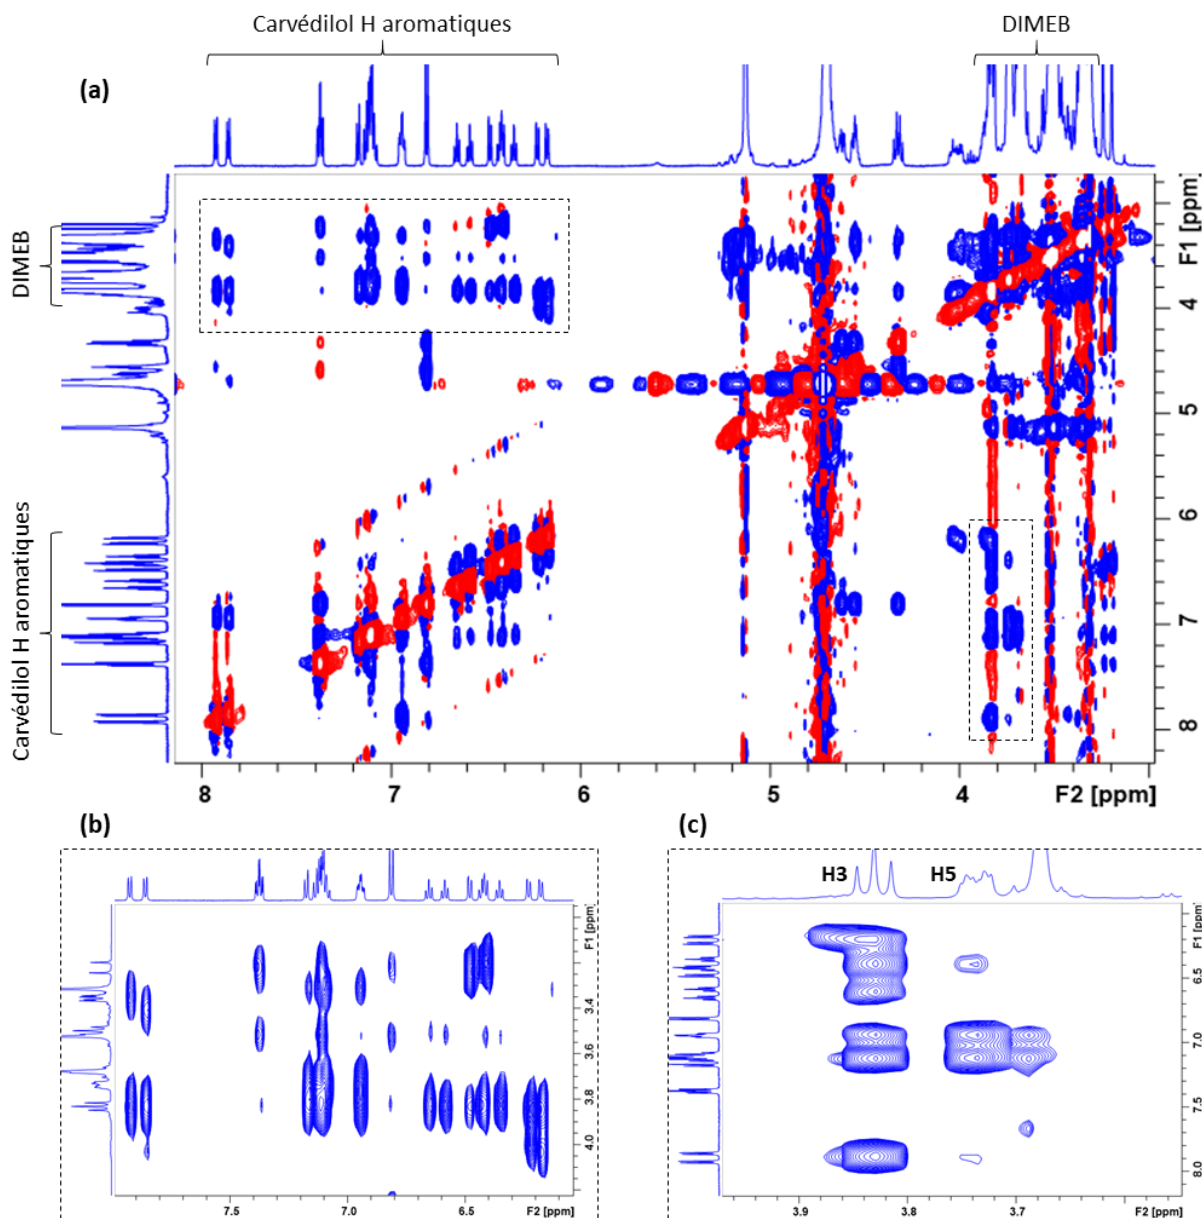 Carvédilol H aromatiques
DIMEB
(a)
DIMEB
Carvédilol H aromatiques
F1 [ppm]
4
5
6
7
8
8
7
6
5
4
F2 [ppm]
(b)
F1 [ppm]
3.4
3.6
3.8
4.0
7.5
7.0
6.5
F2 [ppm]
(c)
H3
H5
F1 [ppm]
6.5
7.0
7.5
8.0
3.9
3.8
3.7
F2 [ppm]